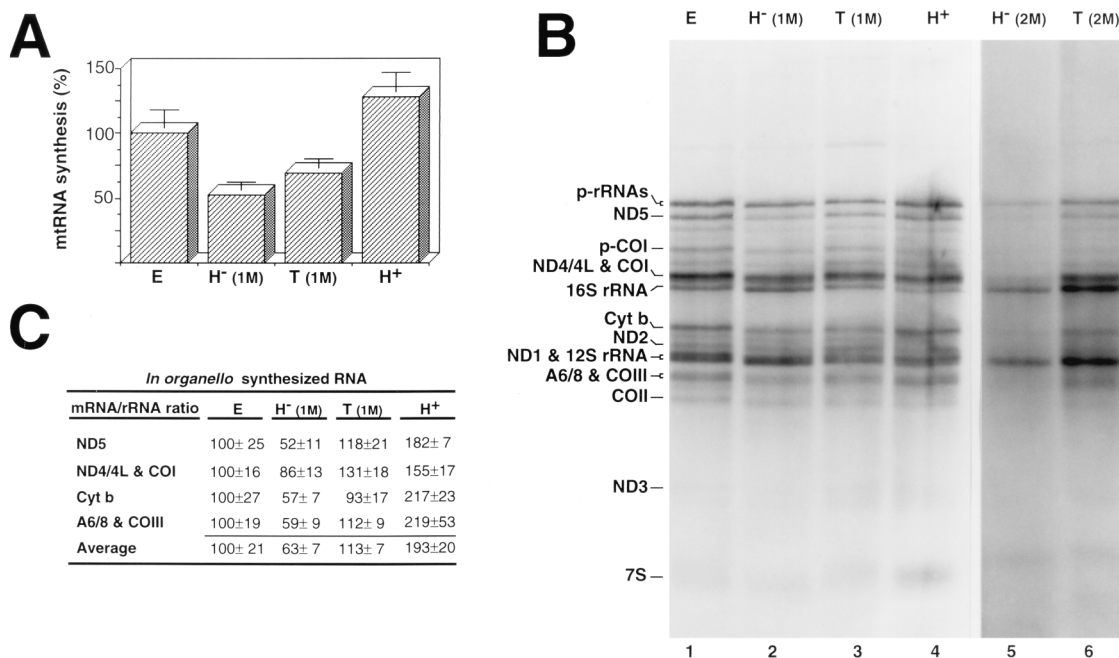 A
mtRNA synthesis (%)
150
100
50
E
H- (1M)
T (1M)
H+
B
E
H- (1M)
T (1M)
H+
H- (2M)
T (2M)
p-rRNAs
ND5
p-COI
ND4/4L & COI
16S rRNA
Cyt b
ND2
ND1 & 12S rRNA
A6/8 & COIII
COII
ND3
7S
1 2 3 4 5 6
C
In organello synthesized RNA
mRNA/rRNA ratio E H- (1M) T (1M) H+
ND5 100± 25 52±11 118±21 182± 7
ND4/4L & COI 100±16 86±13 131±18 155±17
Cyt b 100±27 57± 7 93±17 217±23
A6/8 & COIII 100±19 59± 9 112± 9 219±53
Average 100± 21 63± 7 113± 7 193±20